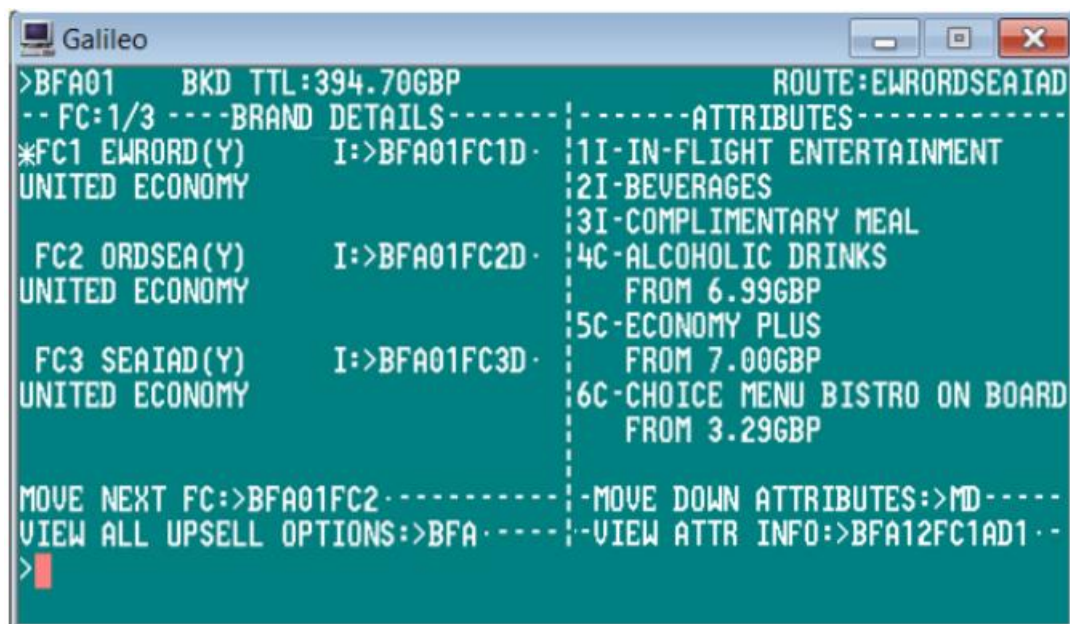 Galileo
>BFA01 BKD TTL:394.70GBP ROUTE:EWRORDSEAIAD
-- FC:1/3 ----BRAND DETAILS-------¦-------ATTRIBUTES-------------
*FC1 EWRORD(Y) I:>BFA01FC1D· ¦1I-IN-FLIGHT ENTERTAINMENT
UNITED ECONOMY ¦2I-BEVERAGES
¦3I-COMPLIMENTARY MEAL
FC2 ORDSEA(Y) I:>BFA01FC2D· ¦4C-ALCOHOLIC DRINKS
UNITED ECONOMY ¦ FROM 6.99GBP
¦5C-ECONOMY PLUS
FC3 SEAIAD(Y) I:>BFA01FC3D· ¦ FROM 7.00GBP
UNITED ECONOMY ¦6C-CHOICE MENU BISTRO ON BOARD
¦ FROM 3.29GBP
MOVE NEXT FC:>BFA01FC2·----------¦-MOVE DOWN ATTRIBUTES:>MD-----
VIEW ALL UPSELL OPTIONS:>BFA·----¦--VIEW ATTR INFO:>BFA12FC1AD1··-
>